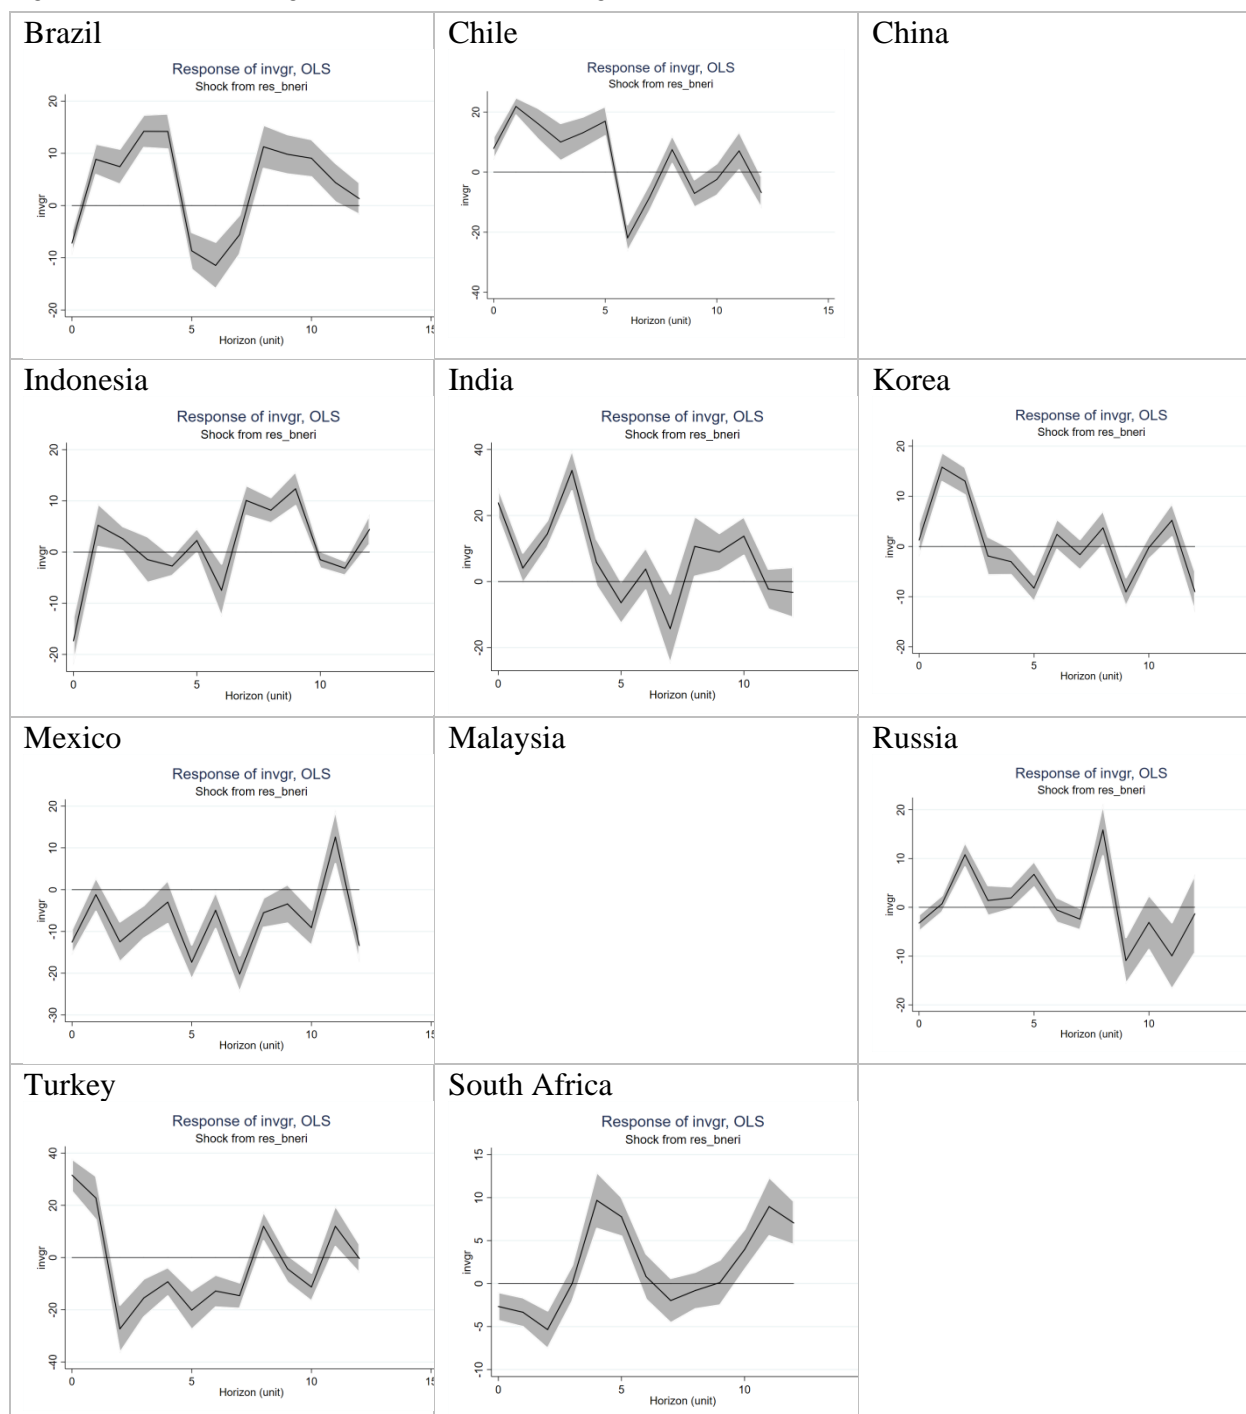 Brazil
Response of invgr, OLS
Shock from res_bneri
20
10
0
-10
-20
invgr
0 5 10 15
Horizon (unit)
Chile
Response of invgr, OLS
Shock from res_bneri
20
0
-20
-40
invgr
0 5 10 15
Horizon (unit)
China
Indonesia
Response of invgr, OLS
Shock from res_bneri
20
10
0
-10
-20
invgr
0 5 10
Horizon (unit)
India
Response of invgr, OLS
Shock from res_bneri
40
20
0
-20
invgr
0 5 10
Horizon (unit)
Korea
Response of invgr, OLS
Shock from res_bneri
20
10
0
-10
-20
invgr
0 5 10
Horizon (unit)
Mexico
Response of invgr, OLS
Shock from res_bneri
20
10
0
-10
-20
-30
invgr
0 5 10 15
Horizon (unit)
Malaysia
Russia
Response of invgr, OLS
Shock from res_bneri
20
10
0
-10
-20
invgr
0 5 10
Horizon (unit)
Turkey
Response of invgr, OLS
Shock from res_bneri
40
20
0
-20
-40
invgr
0 5 10 15
Horizon (unit)
South Africa
Response of invgr, OLS
Shock from res_bneri
15
10
5
0
-5
-10
invgr
0 5 10
Horizon (unit)